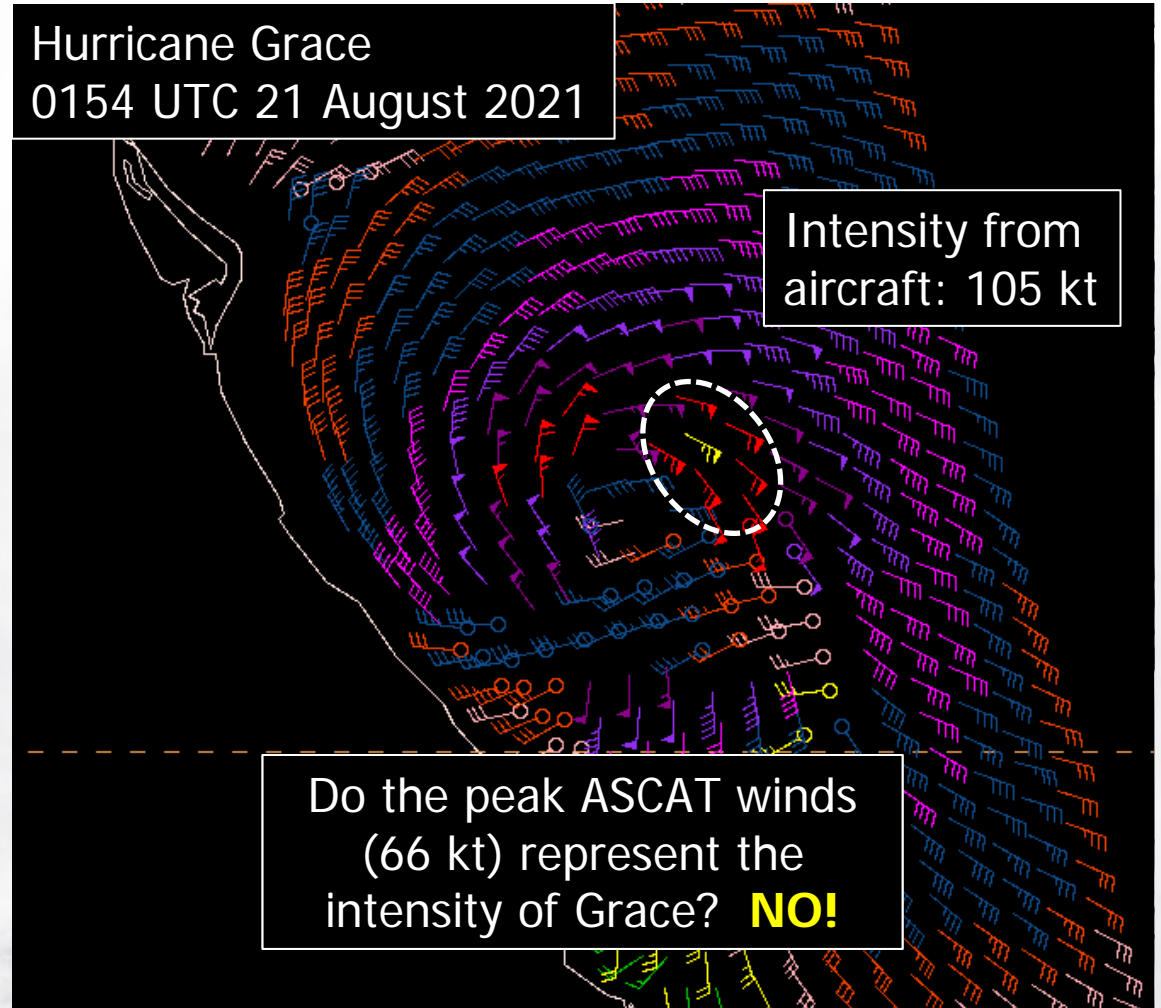 Hurricane Grace
0154 UTC 21 August 2021
Intensity from
aircraft: 105 kt
Do the peak ASCAT winds
(66 kt) represent the
intensity of Grace? NO!